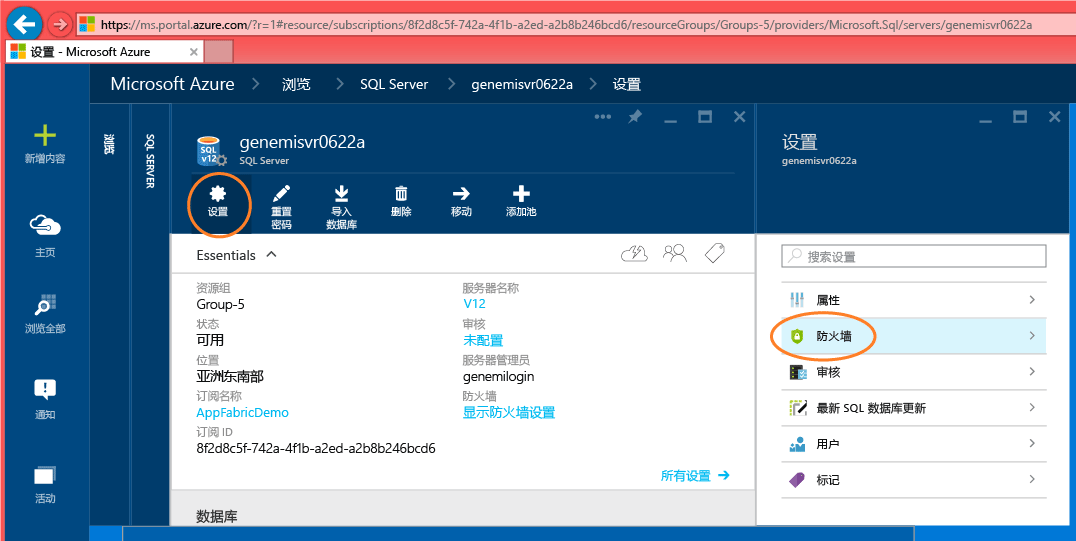 https://ms.portal.azure.com/?r=1#resource/subscriptions/8f2d8c5f-742a-4f1b-a2ed-a2b8b246bcd6/resourceGroups/Groups-5/providers/Microsoft.Sql/servers/genemisvr0622a
设置 - Microsoft Azure
Microsoft Azure > 浏览 > SQL Server > genemisvr0622a > 设置
新增内容
主页
浏览全部
通知
活动
浏览
SQL SERVER
SQL
v12
genemisvr0622a
SQL Server
设置
重置
密码
导入
数据库
删除
移动
添加池
Essentials
资源组
Group-5
状态
可用
位置
亚洲东南部
订阅名称
AppFabricDemo
订阅 ID
8f2d8c5f-742a-4f1b-a2ed-a2b8b246bcd6
服务器名称
V12
审核
未配置
服务器管理员
genemilogin
防火墙
显示防火墙设置
所有设置 →
数据库
设置
genemisvr0622a
搜索设置
属性
防火墙
审核
最新 SQL 数据库更新
用户
标记